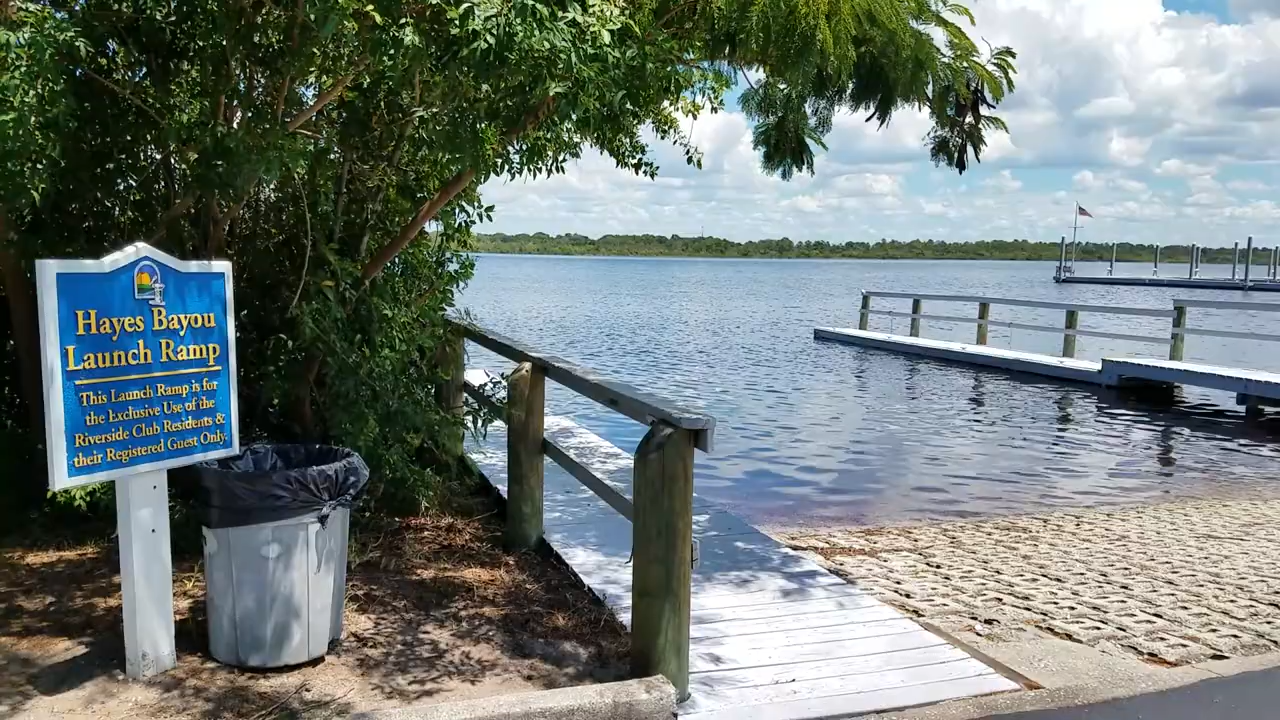 Hayes Bayou
Launch Ramp
This Launch Ramp is for
the Exclusive Use of the
Riverside Club Residents &
their Registered Guest Only.